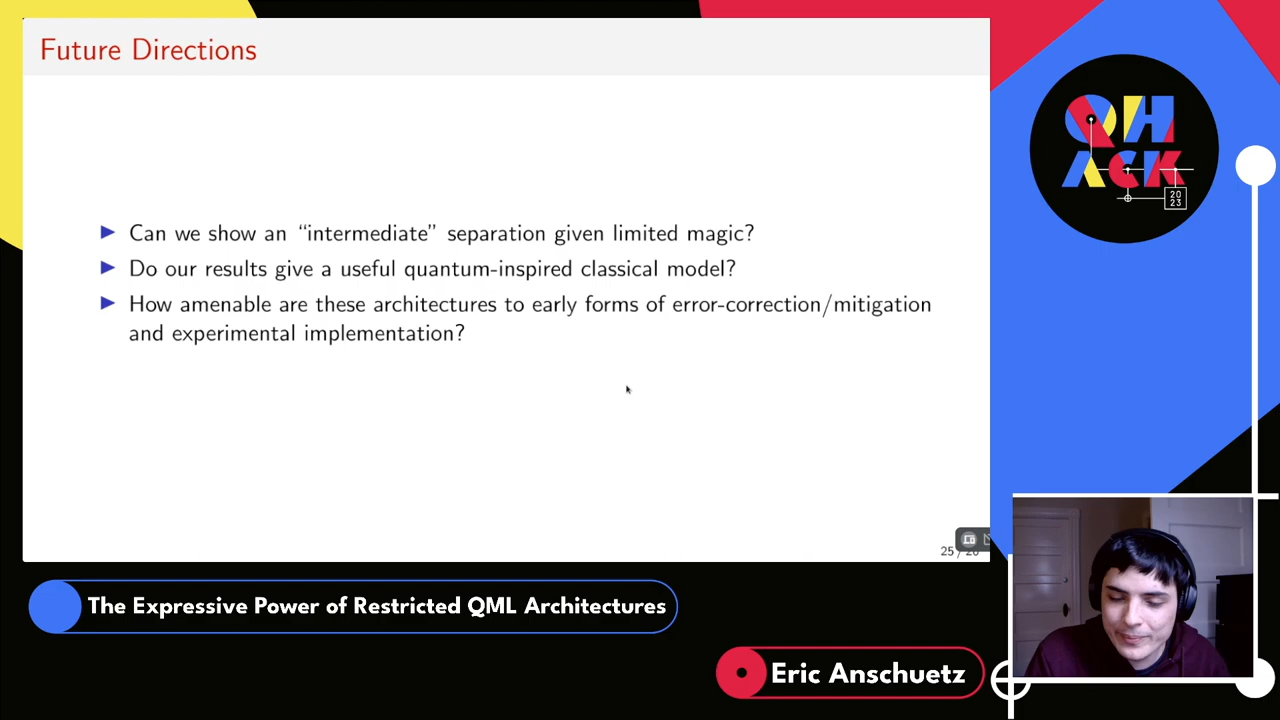 Future Directions
Can we show an “intermediate” separation given limited magic?
Do our results give a useful quantum-inspired classical model?
How amenable are these architectures to early forms of error-correction/mitigation
and experimental implementation?
25/
The Expressive Power of Restricted QML Architectures
Eric Anschuetz
QH
ACK
20
23